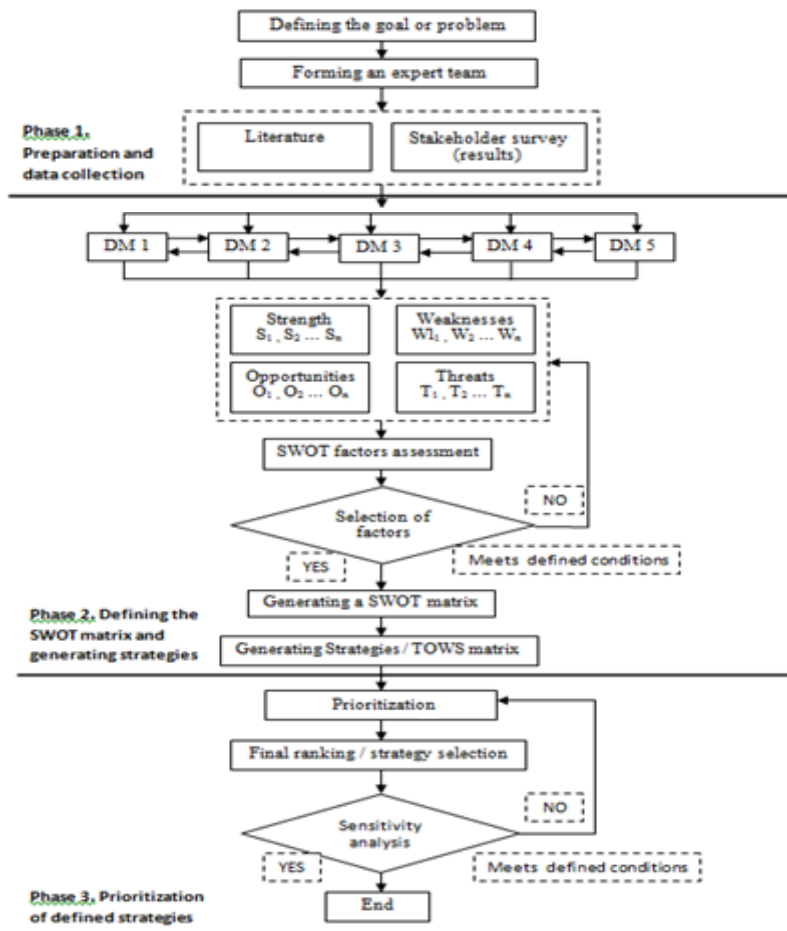 Defining the goal or problem
Forming an expert team
Phase 1.
Preparation and
data collection
Literature
Stakeholder survey
(results)
DM 1
DM 2
DM 3
DM 4
DM 5
Strength
S₁ , S₂ ... Sₙ
Weaknesses
Wl₁, W₂ ... Wₙ
Opportunities
O₁, O₂ ... Oₙ
Threats
T₁ , T₂ ... Tₙ
SWOT factors assessment
NO
Selection of
factors
YES
Meets defined conditions
Generating a SWOT matrix
Phase 2. Defining the
SWOT matrix and
generating strategies
Generating Strategies / TOWS matrix
Prioritization
Final ranking / strategy selection
NO
Sensitivity
analysis
YES
Meets defined conditions
Phase 3. Prioritization
of defined strategies
End